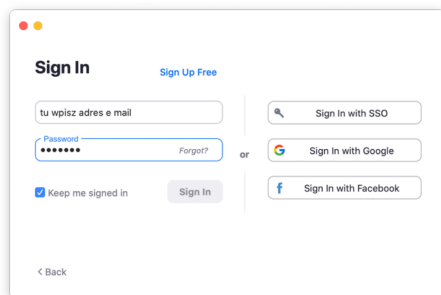 Sign In
Sign Up Free
tu wpisz adres e mail
Password
Forgot?
Keep me signed in
Sign In
or
Sign In with SSO
Sign In with Google
Sign In with Facebook
Back